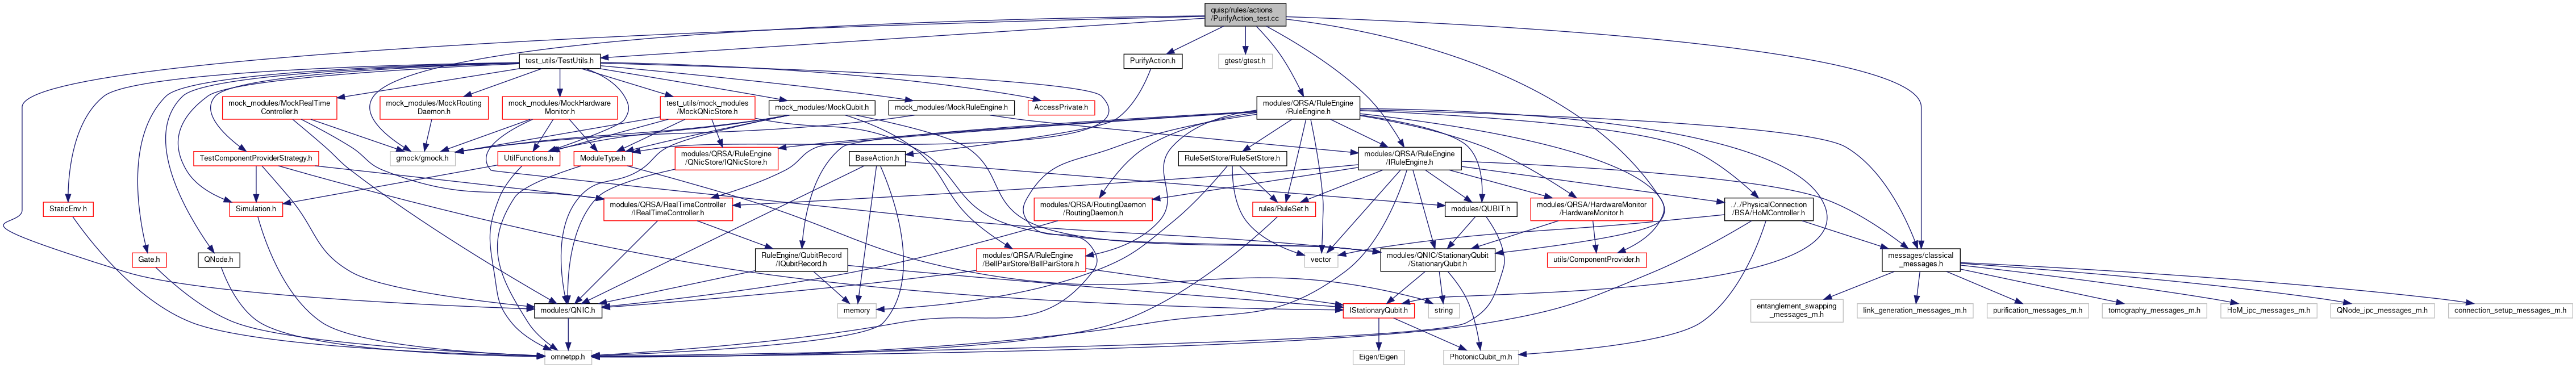 quisp/rules/actions
/PurifyAction_test.cc
test_utils/TestUtils.h
PurifyAction.h
gtest/gtest.h
mock_modules/MockRealTime
Controller.h
mock_modules/MockRouting
Daemon.h
mock_modules/MockHardware
Monitor.h
test_utils/mock_modules
/MockQNicStore.h
mock_modules/MockQubit.h
mock_modules/MockRuleEngine.h
AccessPrivate.h
modules/QRSA/RuleEngine
/RuleEngine.h
TestComponentProviderStrategy.h
gmock/gmock.h
UtilFunctions.h
ModuleType.h
modules/QRSA/RuleEngine
/QNicStore/IQNicStore.h
BaseAction.h
RuleSetStore/RuleSetStore.h
modules/QRSA/RuleEngine
/IRuleEngine.h
StaticEnv.h
Simulation.h
modules/QRSA/RealTimeController
/IRealTimeController.h
modules/QRSA/RoutingDaemon
/RoutingDaemon.h
rules/RuleSet.h
modules/QUBIT.h
modules/QRSA/HardwareMonitor
/HardwareMonitor.h
../../PhysicalConnection
/BSA/HoMController.h
Gate.h
QNode.h
RuleEngine/QubitRecord
/IQubitRecord.h
modules/QRSA/RuleEngine
/BellPairStore/BellPairStore.h
vector
modules/QNIC/StationaryQubit
/StationaryQubit.h
utils/ComponentProvider.h
messages/classical
_messages.h
modules/QNIC.h
memory
IStationaryQubit.h
string
entanglement_swapping
_messages_m.h
link_generation_messages_m.h
purification_messages_m.h
tomography_messages_m.h
HoM_ipc_messages_m.h
QNode_ipc_messages_m.h
connection_setup_messages_m.h
omnetpp.h
Eigen/Eigen
PhotonicQubit_m.h